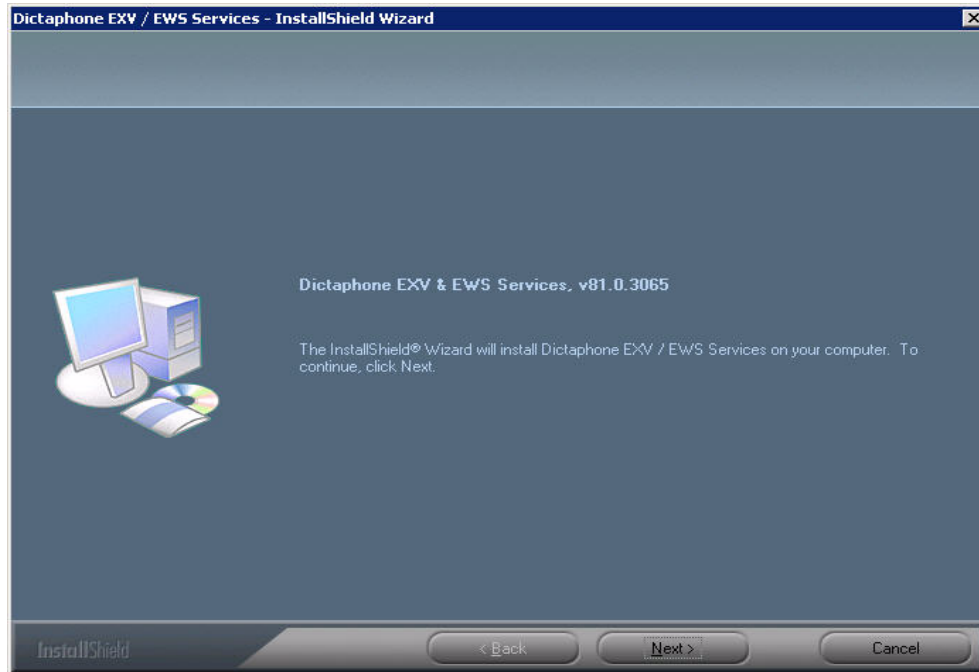 Dictaphone EXV / EWS Services - InstallShield Wizard
Dictaphone EXV & EWS Services, v81.0.3065
The InstallShield® Wizard will install Dictaphone EXV / EWS Services on your computer. To
continue, click Next.
InstallShield
< Back
Next >
Cancel